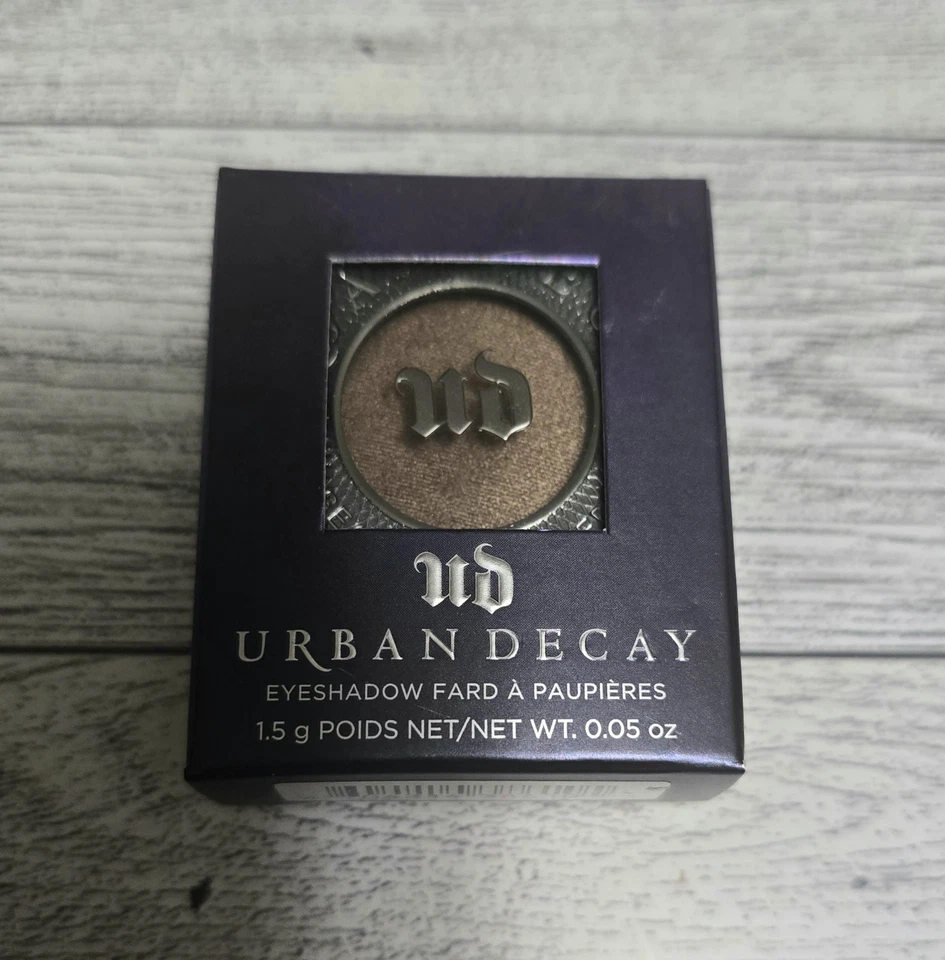 ud
ud
URBAN DECAY
EYESHADOW FARD À PAUPIÈRES
1.5 g POIDS NET/NET WT. 0.05 oz